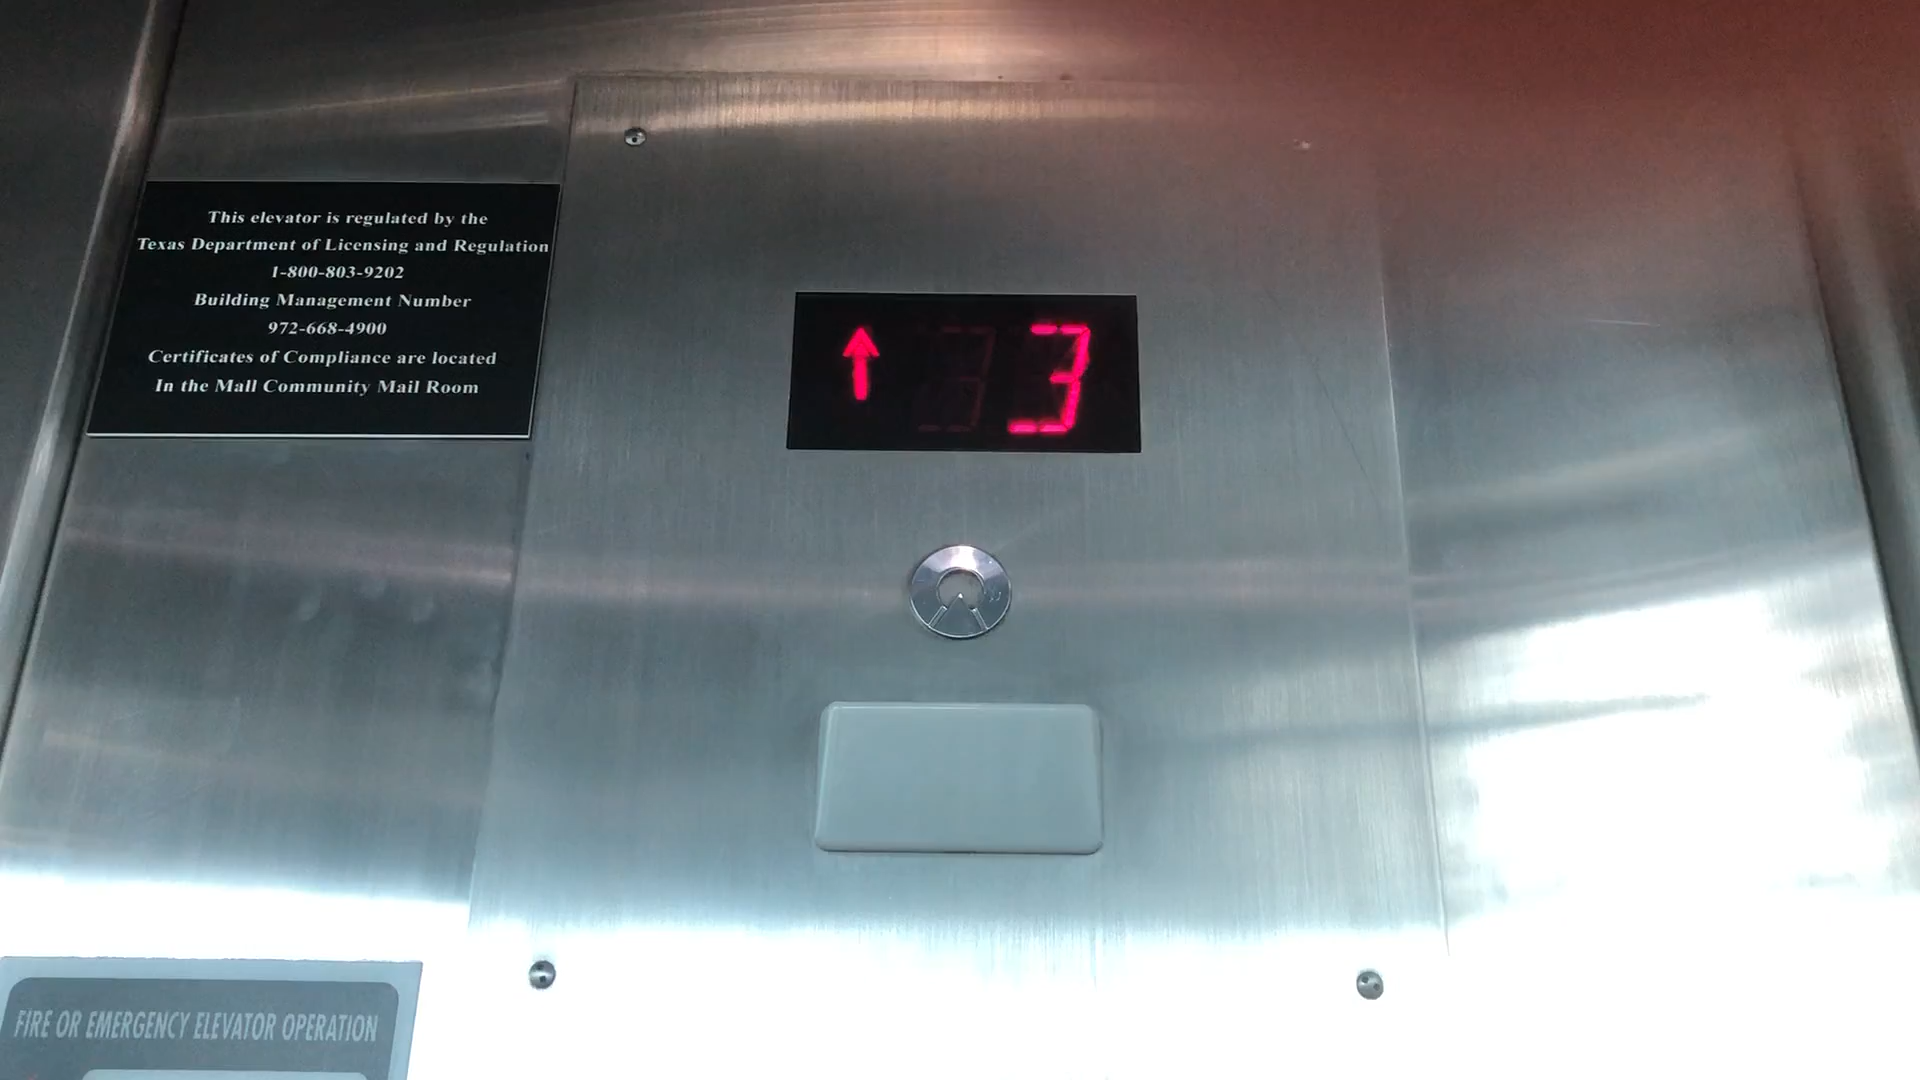 This elevator is regulated by the
Texas Department of Licensing and Regulation
1-800-803-9202
Building Management Number
972-668-4900
Certificates of Compliance are located
In the Mall Community Mail Room
3
FIRE OR EMERGENCY ELEVATOR OPERATION